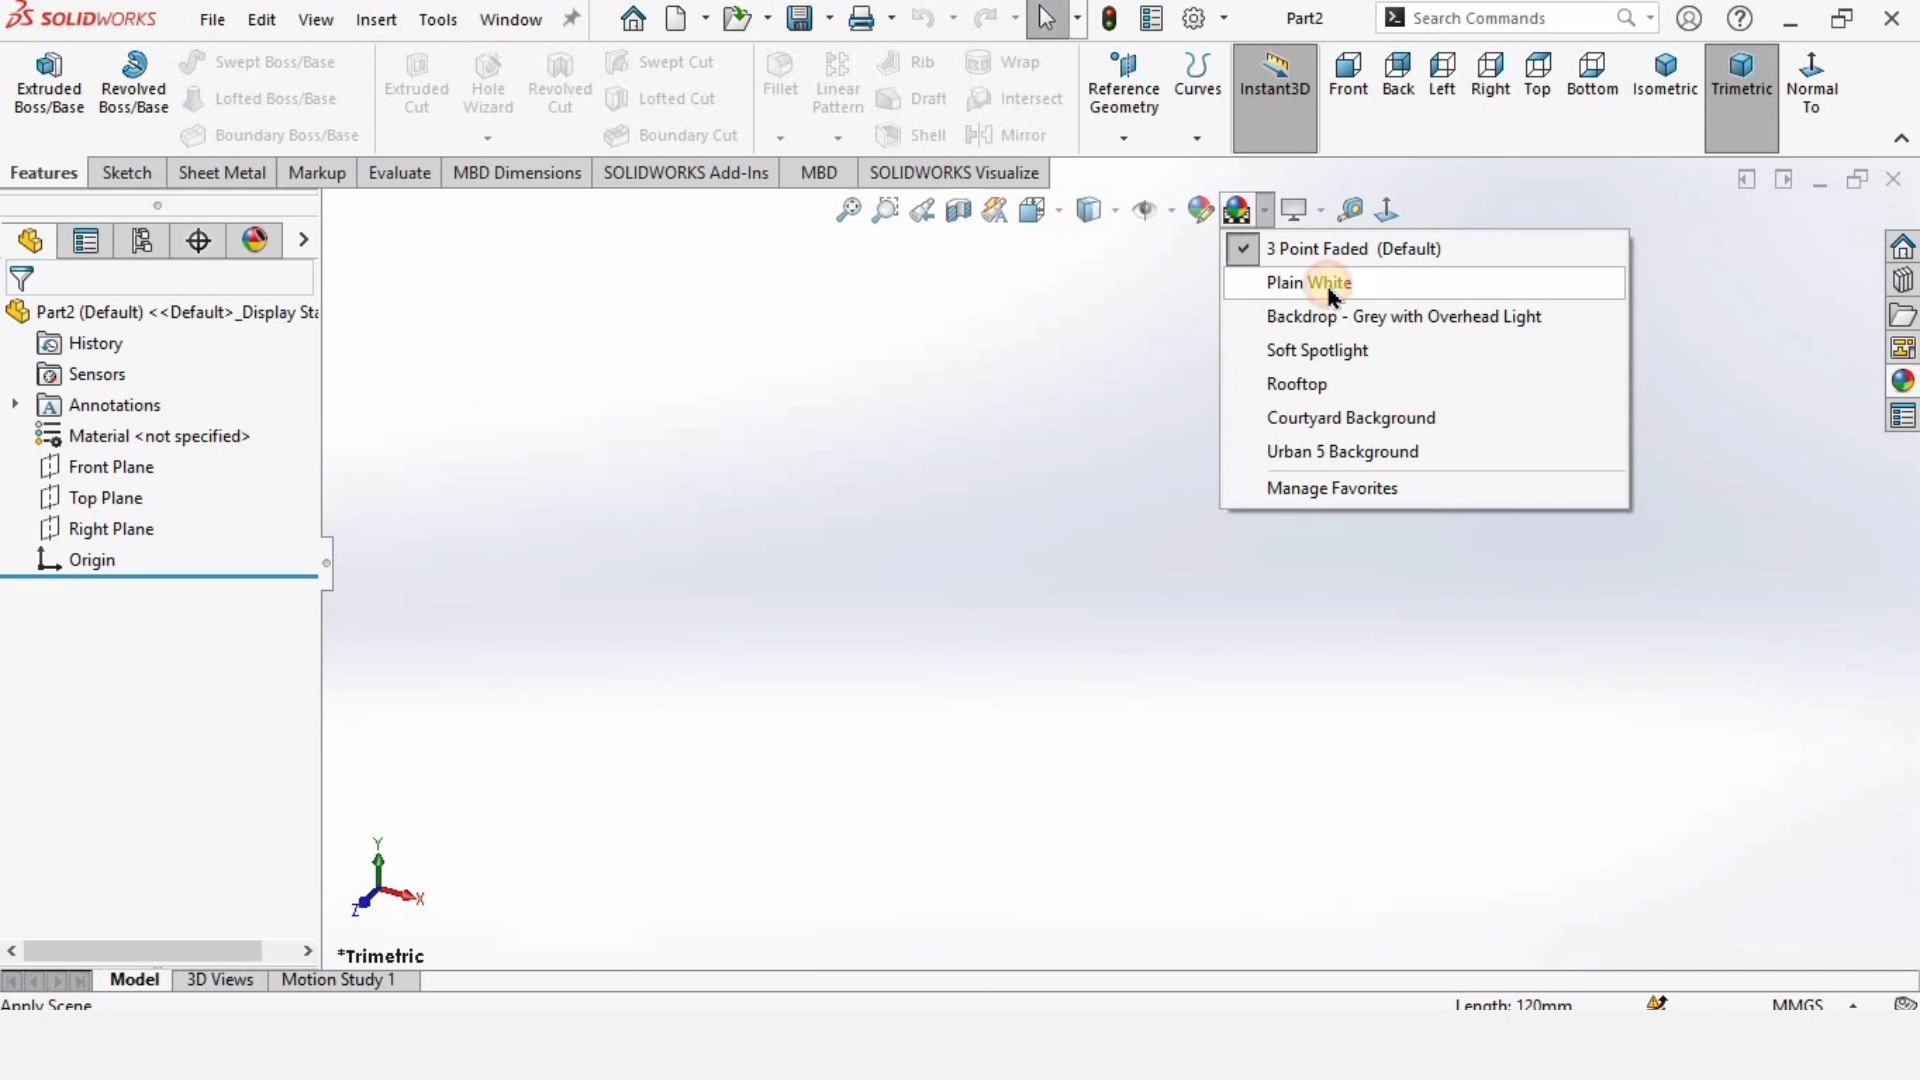 SOLIDWORKS File Edit View Insert Tools Window Part2 Search Commands
Extruded Boss/Base
Revolved Boss/Base
Swept Boss/Base
Lofted Boss/Base
Boundary Boss/Base
Extruded Cut
Hole Wizard
Revolved Cut
Swept Cut
Lofted Cut
Boundary Cut
Fillet
Linear Pattern
Rib
Draft
Shell
Wrap
Intersect
Mirror
Reference Geometry
Curves
Instant3D
Front
Back
Left
Right
Top
Bottom
Isometric
Trimetric
Normal To
Features Sketch Sheet Metal Markup Evaluate MBD Dimensions SOLIDWORKS Add-Ins MBD SOLIDWORKS Visualize
Part2 (Default) <<Default>_Display Sta
History
Sensors
Annotations
Material <not specified>
Front Plane
Top Plane
Right Plane
Origin
3 Point Faded (Default)
Plain White
Backdrop - Grey with Overhead Light
Soft Spotlight
Rooftop
Courtyard Background
Urban 5 Background
Manage Favorites
Y
X
Z
*Trimetric
Model 3D Views Motion Study 1
Apply Scene Length: 120mm MMGS